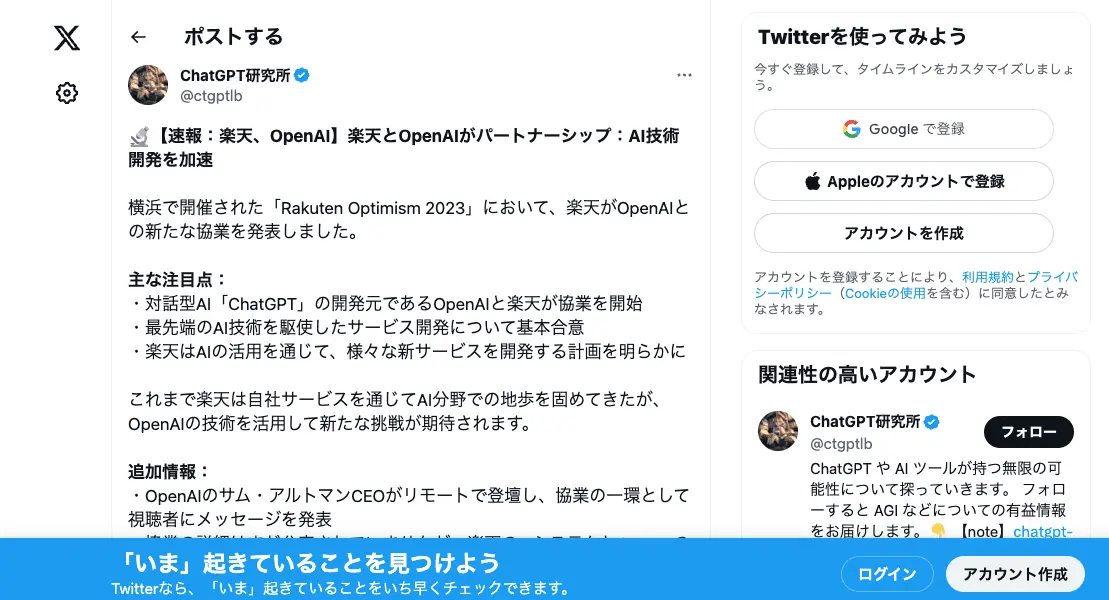 ポストする
ChatGPT研究所
@ctgptlb
【速報：楽天、OpenAI】楽天とOpenAIがパートナーシップ：AI技術
開発を加速
横浜で開催された「Rakuten Optimism 2023」において、楽天がOpenAIと
の新たな協業を発表しました。
主な注目点：
・対話型AI「ChatGPT」の開発元であるOpenAIと楽天が協業を開始
・最先端のAI技術を駆使したサービス開発について基本合意
・楽天はAIの活用を通じて、様々な新サービスを開発する計画を明らかに
これまで楽天は自社サービスを通じてAI分野での地歩を固めてきたが、
OpenAIの技術を活用して新たな挑戦が期待されます。
追加情報：
・OpenAIのサム・アルトマンCEOがリモートで登壇し、協業の一環として
視聴者にメッセージを発表
Twitterを使ってみよう
今すぐ登録して、タイムラインをカスタマイズしましょ
う。
Google で登録
Appleのアカウントで登録
アカウントを作成
アカウントを登録することにより、利用規約とプライバ
シーポリシー（Cookieの使用を含む）に同意したとみ
なされます。
関連性の高いアカウント
ChatGPT研究所
@ctgptlb
フォロー
ChatGPT や AI ツールが持つ無限の可
能性について探っていきます。 フォロ
ーすると AGI などについての有益情報
をお届けします。👇 【note】chatgpt-
「いま」起きていることを見つけよう
Twitterなら、「いま」起きていることをいち早くチェックできます。
ログイン
アカウント作成